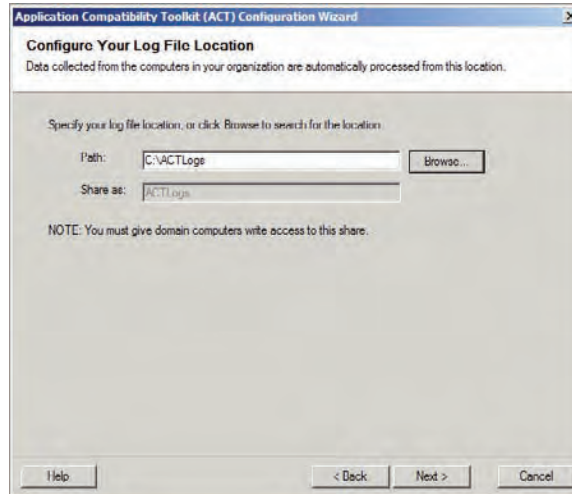 Application Compatibility Toolkit (ACT) Configuration Wizard
Configure Your Log File Location
Data collected from the computers in your organization are automatically processed from this location.
Specify your log file location, or click Browse to search for the location
Path: C:\ACTLogs Browse...
Share as: ACTLogs
NOTE: You must give domain computers write access to this share.
Help < Back Next > Cancel